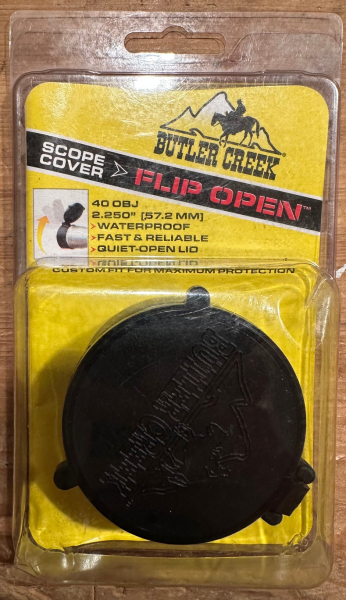 BUTLER CREEK®
SCOPE COVER > FLIP OPEN™
40 OBJ
2.250" [57.2 MM]
>WATERPROOF
>FAST & RELIABLE
>QUIET-OPEN LID
CUSTOM FIT FOR MAXIMUM PROTECTION
BUTLER CREEK